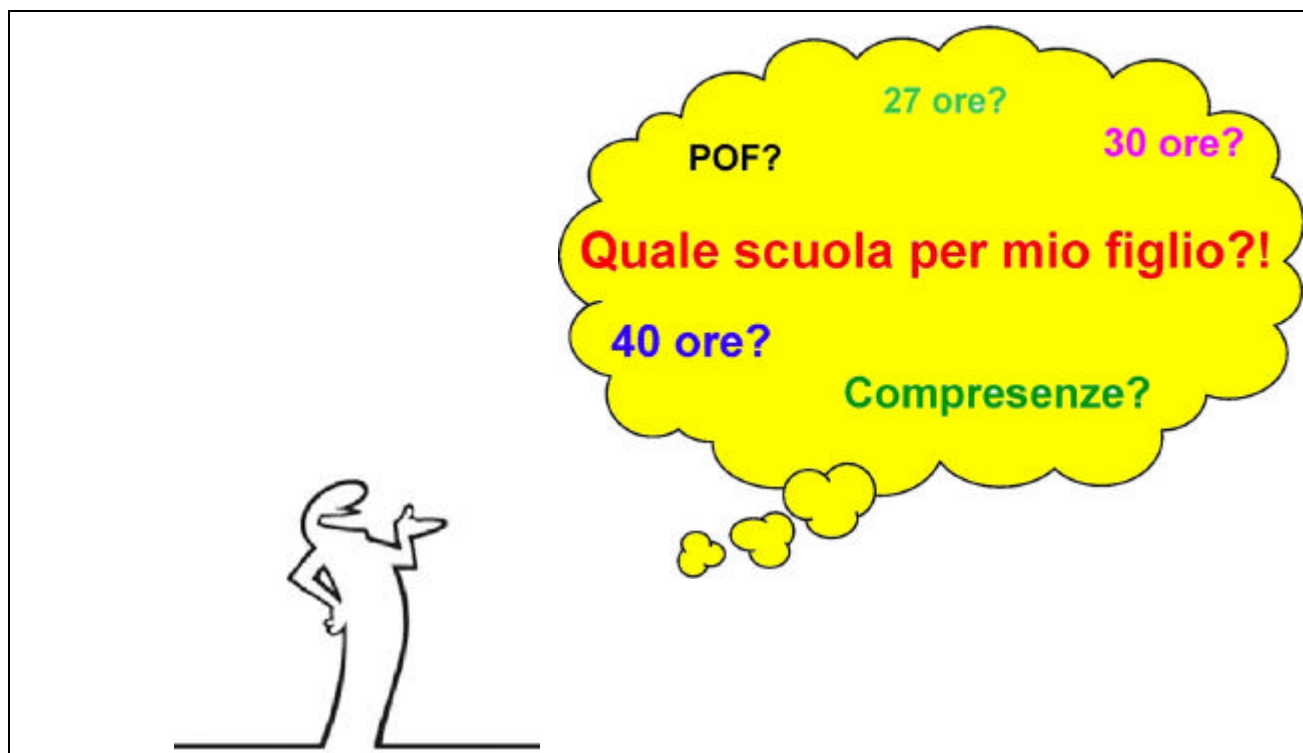 27 ore?
30 ore?
POF?
Quale scuola per mio figlio?!
40 ore?
Compresenze?